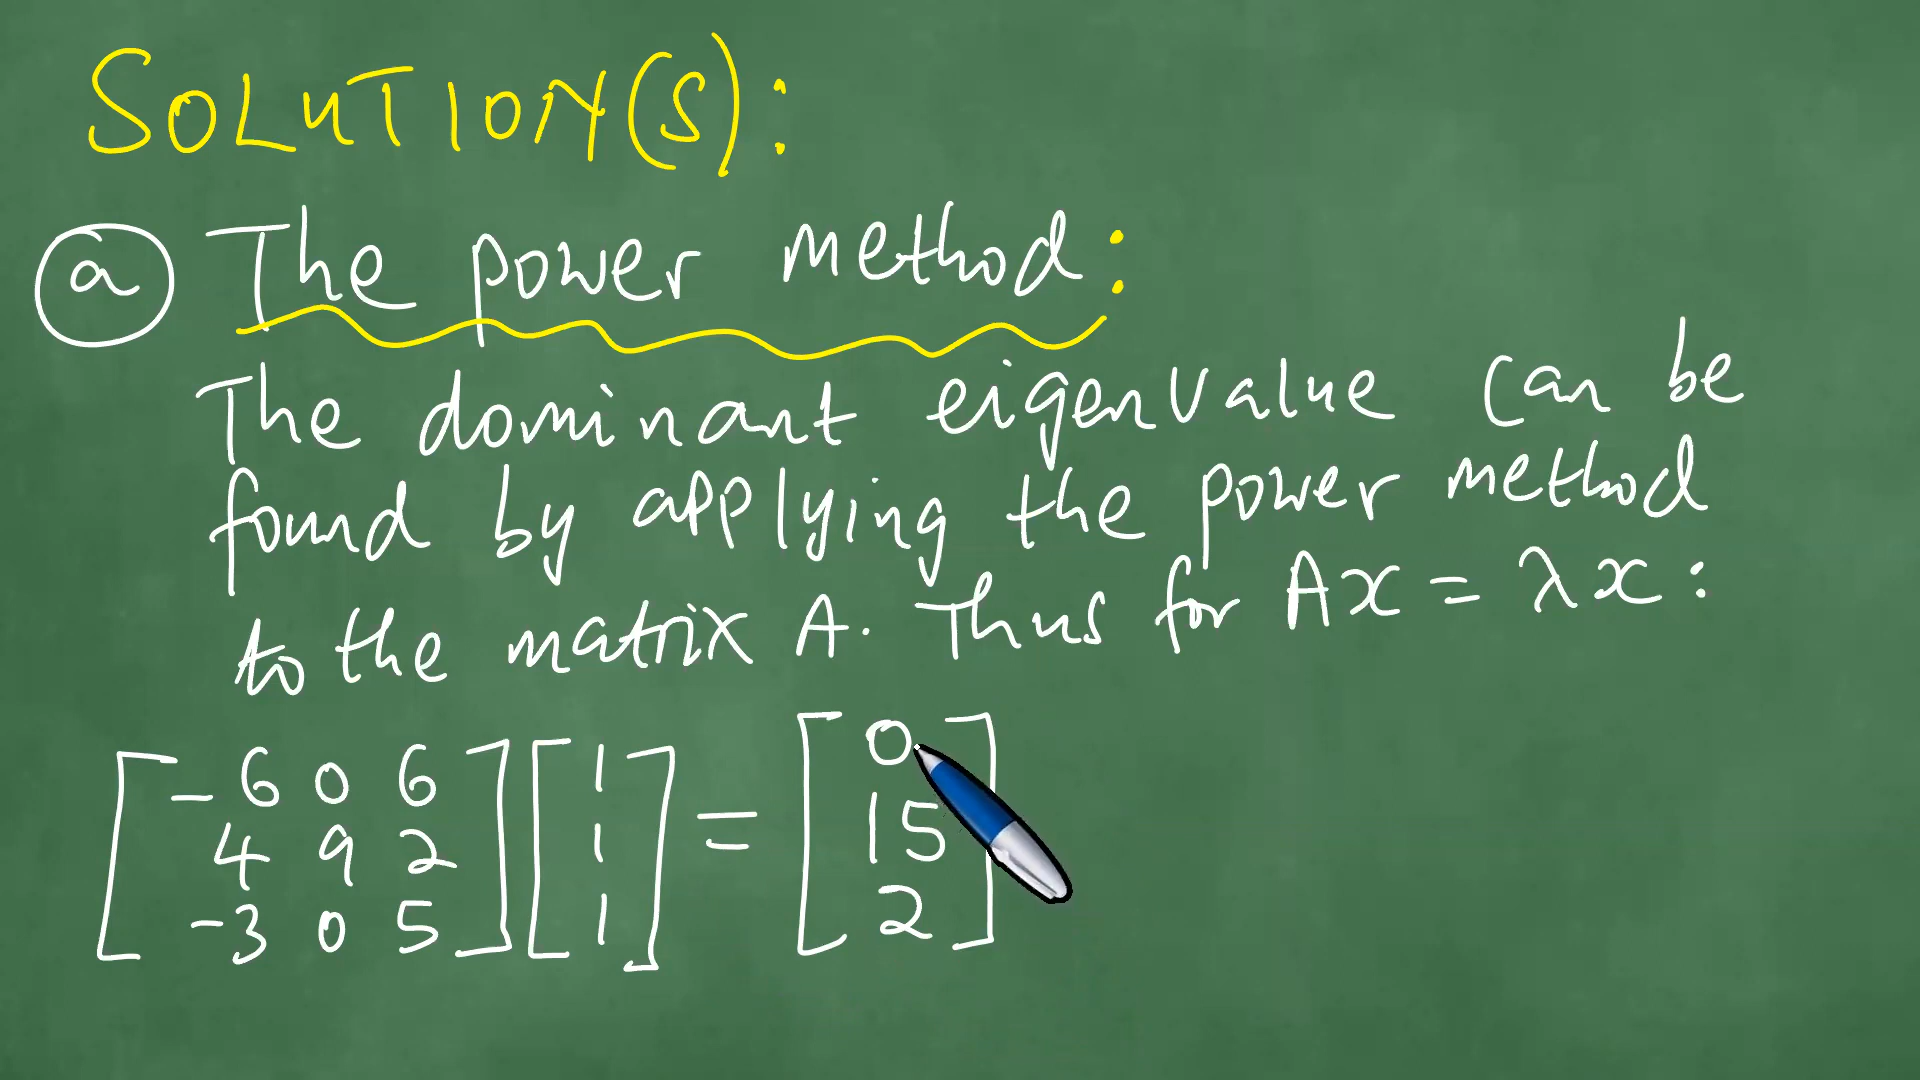 SOLUTION(S):
a The power method:
The dominant eigenvalue can be
found by applying the power method
to the matrix A. Thus for Ax = λx:
[-6 0 6] [1] = [0]
[4 9 2] [1] [15]
[-3 0 5] [1] [2]